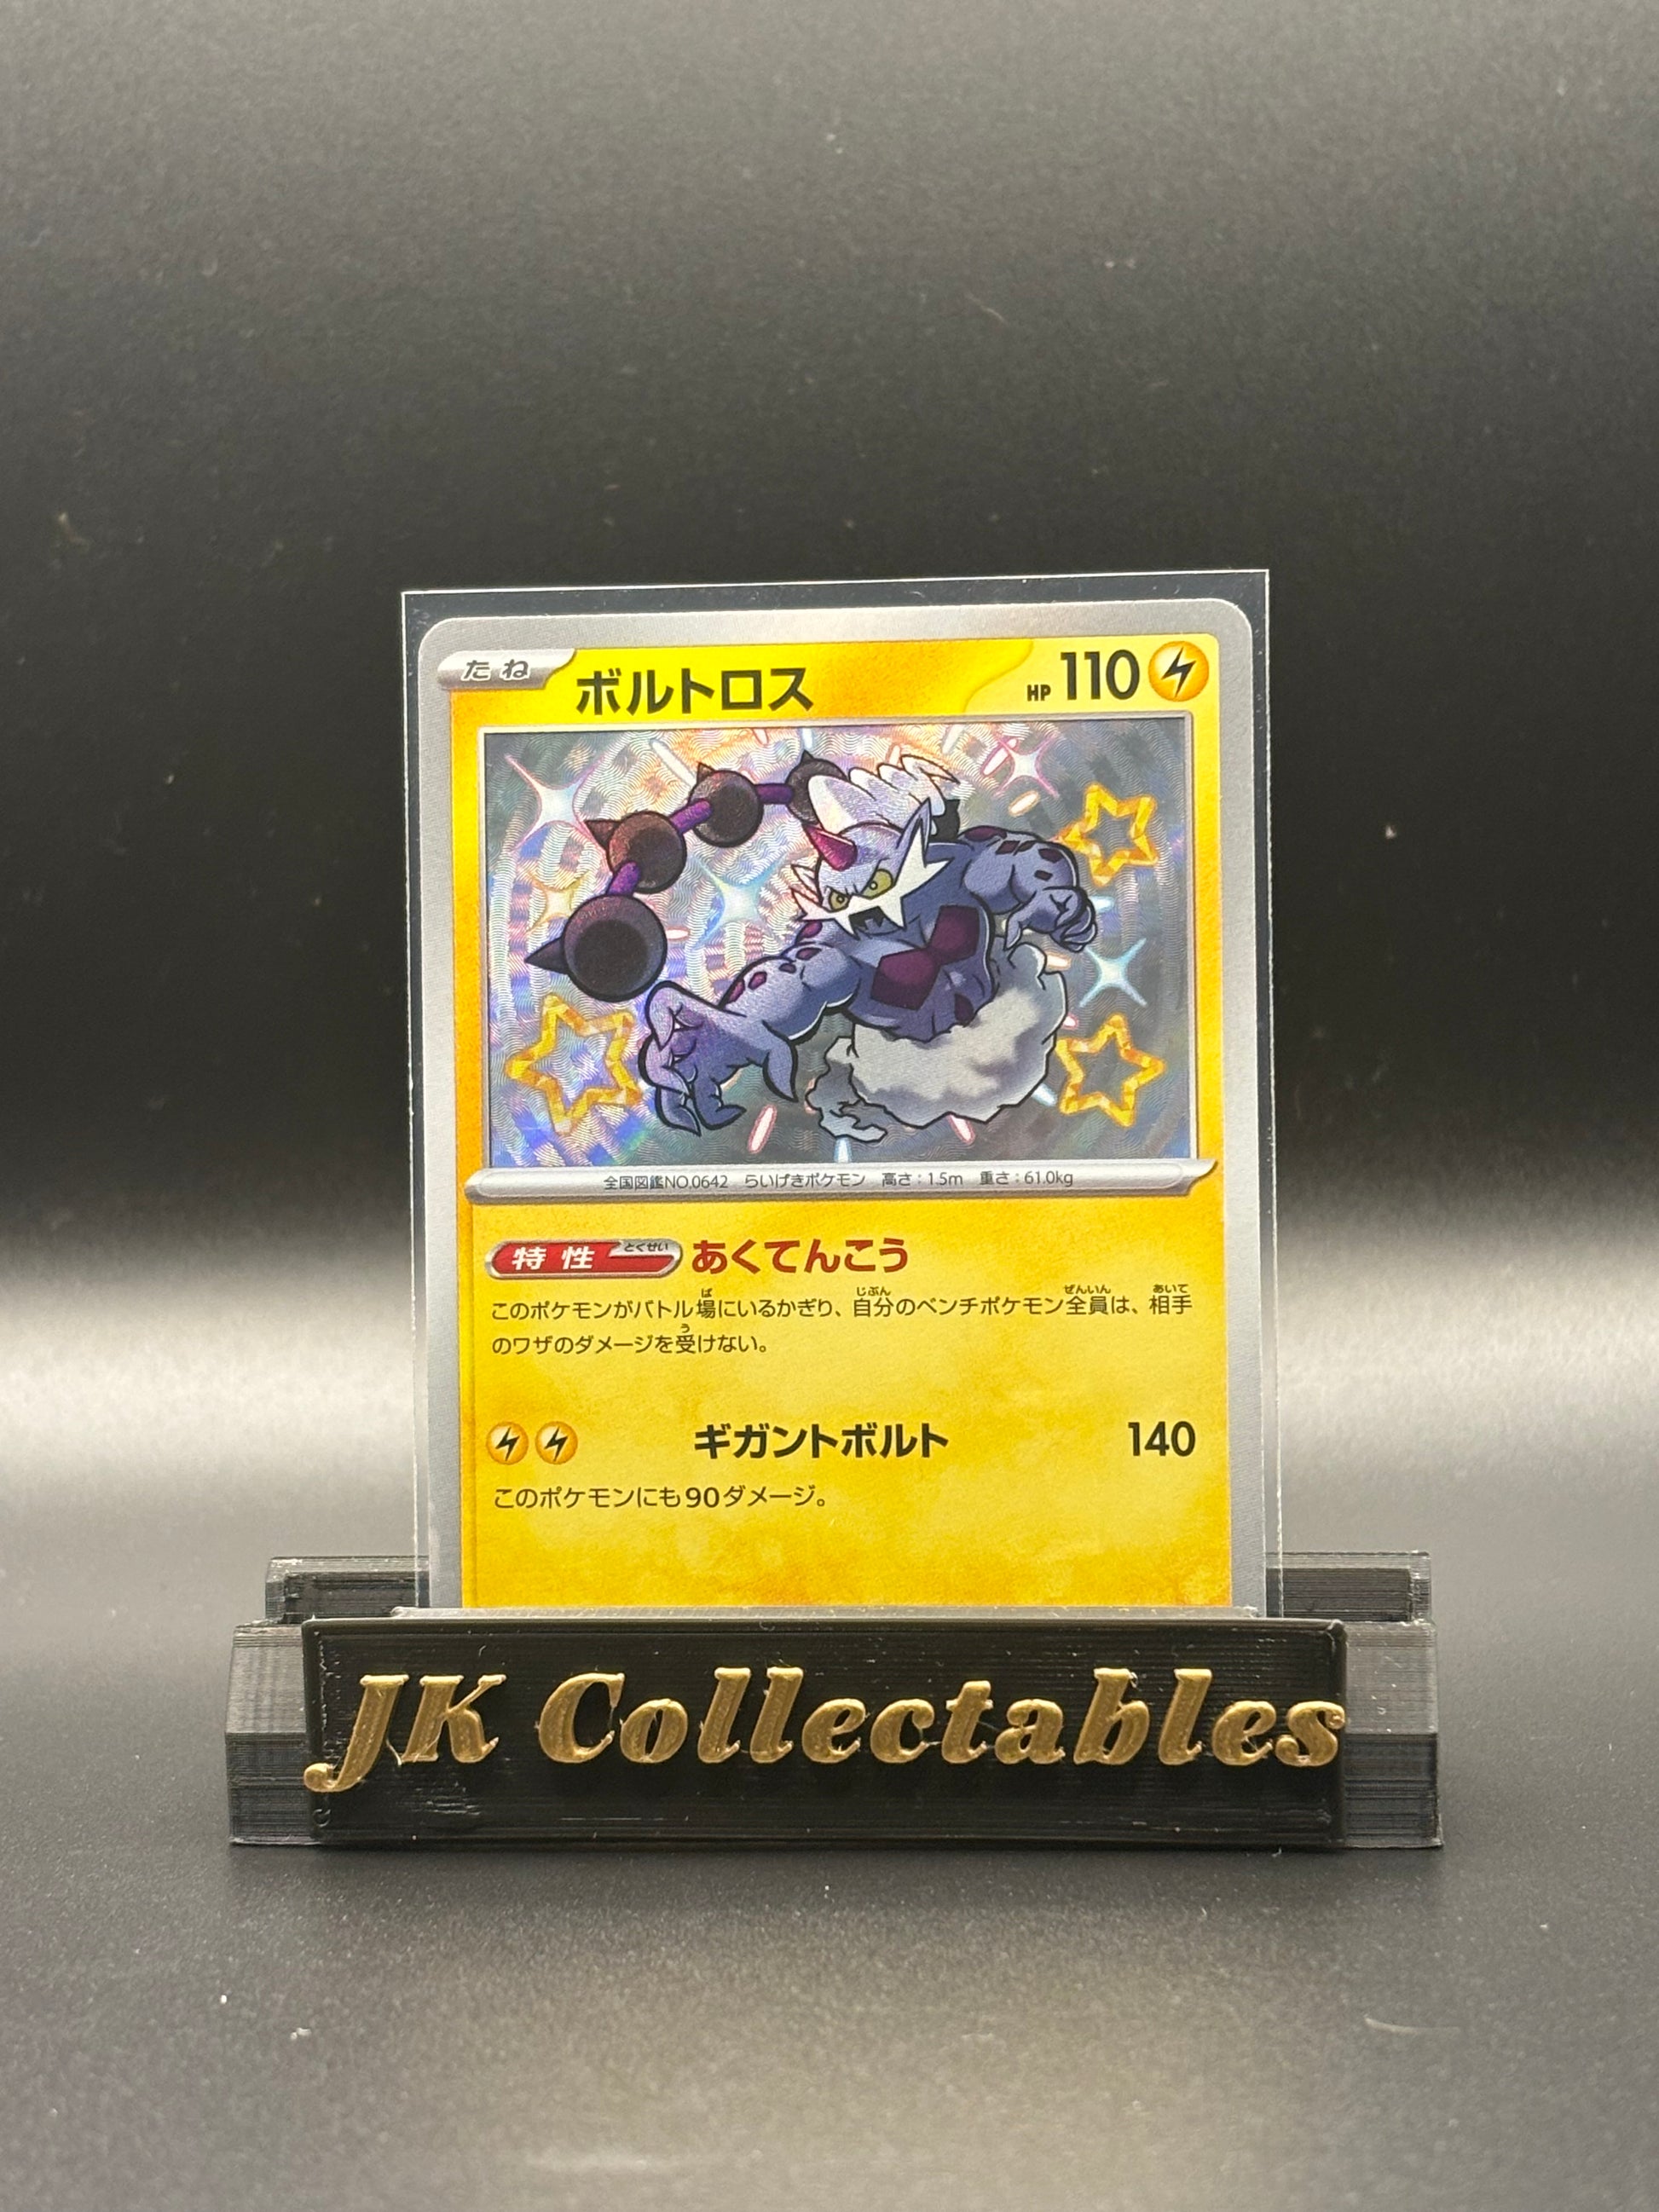 たね
ボルトロス
HP 110
全国図鑑NO.0642 らいげきポケモン 高さ:1.5m 重さ:61.0kg
特性 とくせい あくてんこう
このポケモンがバトル場にいるかぎり、自分のベンチポケモン全員は、相手
のワザのダメージを受けない。
ギガントボルト 140
このポケモンにも90ダメージ。
JK Collectables